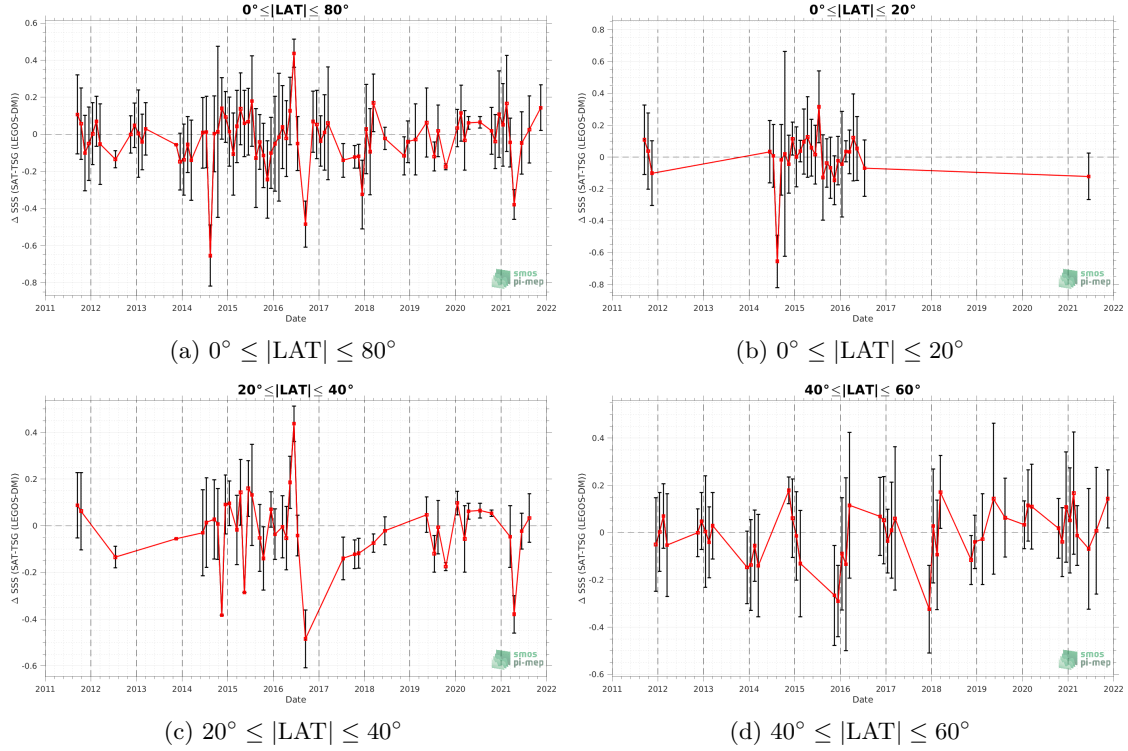 0°≤|LAT|≤ 80°
Δ SSS (SAT-TSG (LEGOS-DM))
0.6
0.4
0.2
0
-0.2
-0.4
-0.6
-0.8
2011 2012 2013 2014 2015 2016 2017 2018 2019 2020 2021 2022
Date
smos
pi-mep
(a) 0° ≤ |LAT| ≤ 80°
0°≤|LAT|≤ 20°
Δ SSS (SAT-TSG (LEGOS-DM))
0.8
0.6
0.4
0.2
0
-0.2
-0.4
-0.6
-0.8
2011 2012 2013 2014 2015 2016 2017 2018 2019 2020 2021 2022
Date
smos
pi-mep
(b) 0° ≤ |LAT| ≤ 20°
20°≤|LAT|≤ 40°
Δ SSS (SAT-TSG (LEGOS-DM))
0.4
0.2
0
-0.2
-0.4
-0.6
2011 2012 2013 2014 2015 2016 2017 2018 2019 2020 2021 2022
Date
smos
pi-mep
(c) 20° ≤ |LAT| ≤ 40°
40°≤|LAT|≤ 60°
Δ SSS (SAT-TSG (LEGOS-DM))
0.4
0.2
0
-0.2
-0.4
-0.6
2011 2012 2013 2014 2015 2016 2017 2018 2019 2020 2021 2022
Date
smos
pi-mep
(d) 40° ≤ |LAT| ≤ 60°